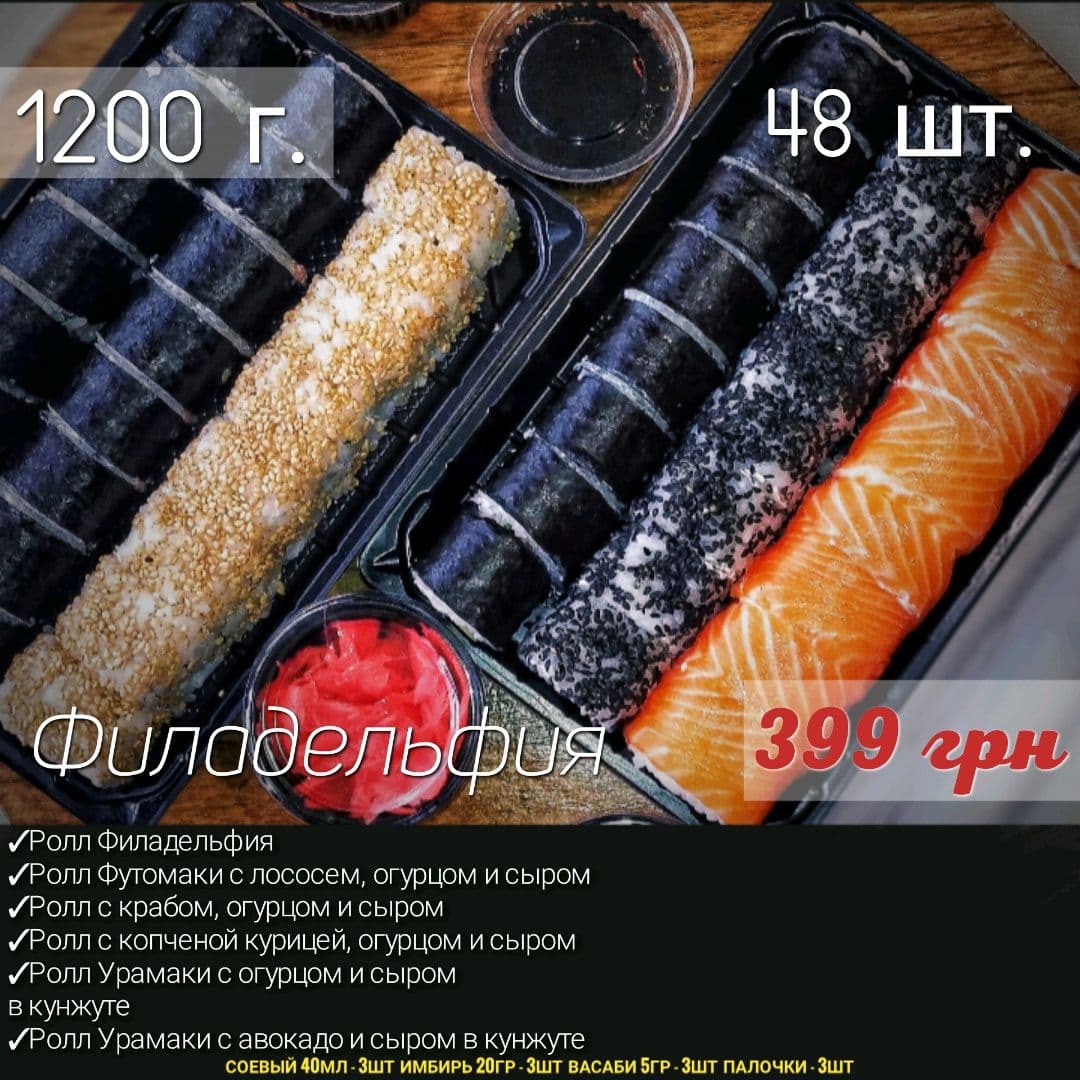 1200 г.
48 шт.
Филадельфия
399 грн
✓Ролл Филадельфия
✓Ролл Футомаки с лососем, огурцом и сыром
✓Ролл с крабом, огурцом и сыром
✓Ролл с копченой курицей, огурцом и сыром
✓Ролл Урамаки с огурцом и сыром
в кунжуте
✓Ролл Урамаки с авокадо и сыром в кунжуте
СОЕВЫЙ 40МЛ - 3ШТ ИМБИРЬ 20ГР - 3ШТ ВАСАБИ 5ГР - 3ШТ ПАЛОЧКИ - 3ШТ